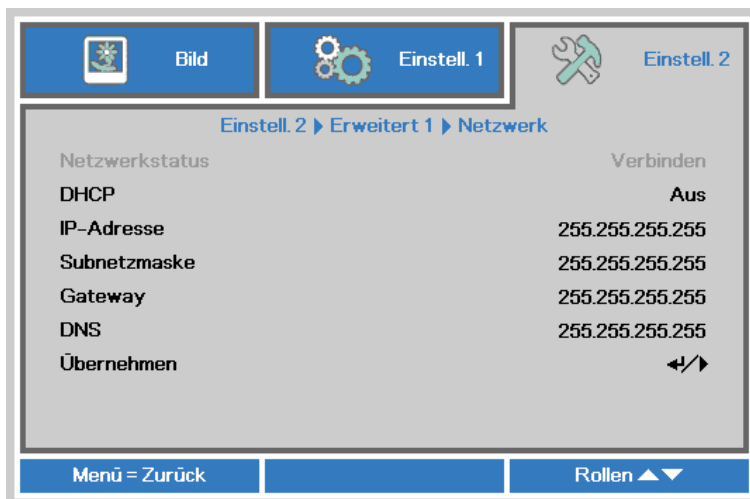 Bild
Einstell. 1
Einstell. 2
Einstell. 2 ▶ Erweitert 1 ▶ Netzwerk
Netzwerkstatus Verbinden
DHCP Aus
IP-Adresse 255.255.255.255
Subnetzmaske 255.255.255.255
Gateway 255.255.255.255
DNS 255.255.255.255
Übernehmen ↵/▶
Menü = Zurück
Rollen ▲▼